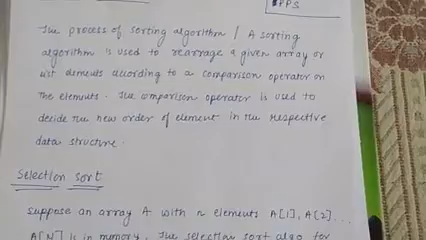 PPS
The process of sorting algorithm / A sorting
algorithm is used to rearrage a given array or
list elements according to a comparison operator on
the elemnts. The comparison operator is used to
decide the new order of element in the respective
data structure.
Selection sort
Suppose an array A with n elements A[1], A[2]...
A[N] is in memory. The selection sort algo for